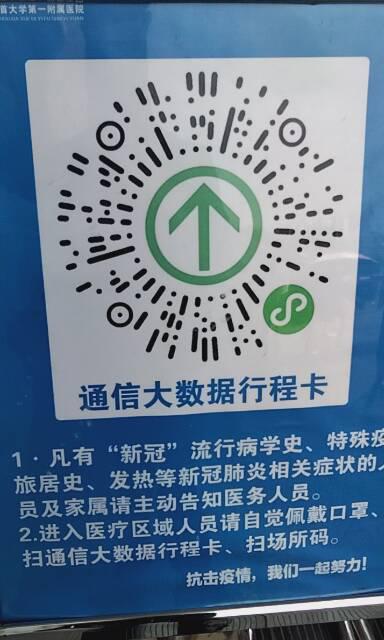 首大学第一附属医院
通信大数据行程卡
1·凡有“新冠”流行病学史、特殊疫
旅居史、发热等新冠肺炎相关症状的人
员及家属请主动告知医务人员。
2.进入医疗区域人员请自觉佩戴口罩、
扫通信大数据行程卡、扫场所码。
抗击疫情，我们一起努力！